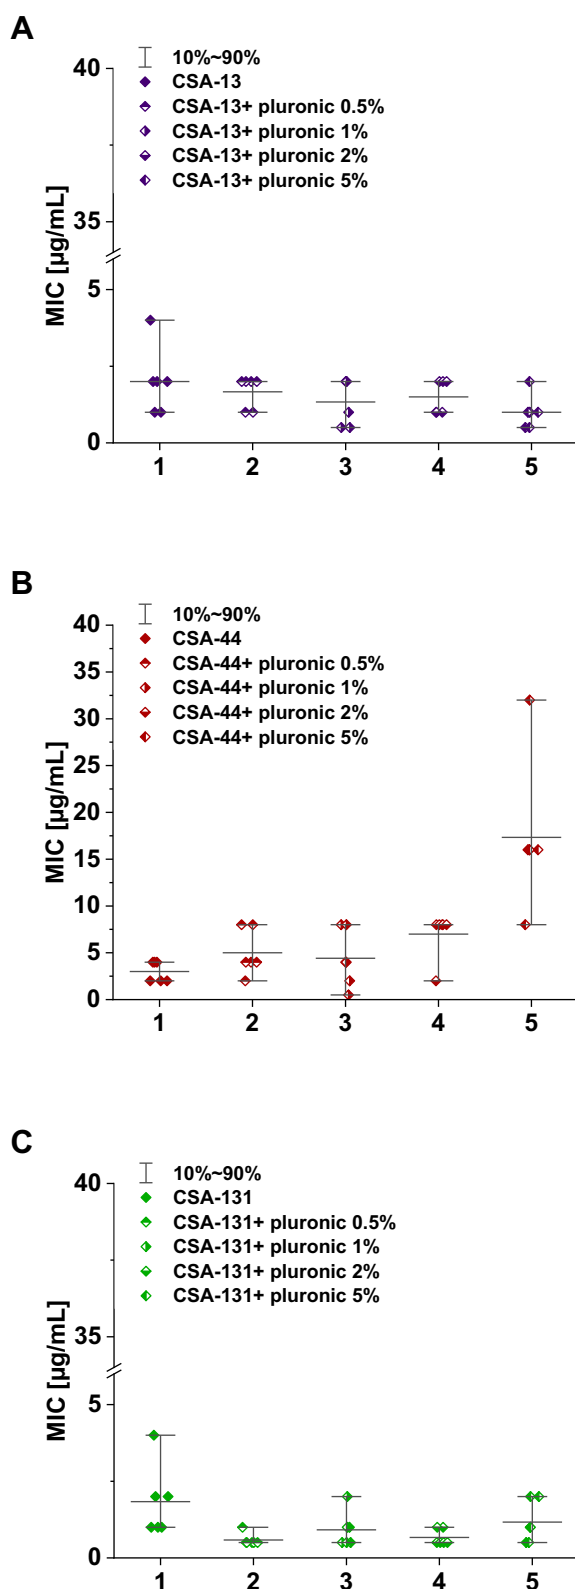 A
10%~90%
CSA-13
CSA-13+ pluronic 0.5%
CSA-13+ pluronic 1%
CSA-13+ pluronic 2%
CSA-13+ pluronic 5%
MIC [µg/mL]
40
35
5
0
1 2 3 4 5
B
10%~90%
CSA-44
CSA-44+ pluronic 0.5%
CSA-44+ pluronic 1%
CSA-44+ pluronic 2%
CSA-44+ pluronic 5%
MIC [µg/mL]
40
35
30
25
20
15
10
5
0
1 2 3 4 5
C
10%~90%
CSA-131
CSA-131+ pluronic 0.5%
CSA-131+ pluronic 1%
CSA-131+ pluronic 2%
CSA-131+ pluronic 5%
MIC [µg/mL]
40
35
5
0
1 2 3 4 5